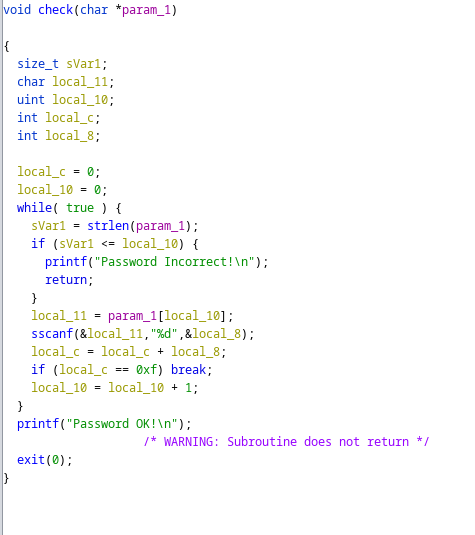 void check(char *param_1)
{
size_t sVar1;
char local_11;
uint local_10;
int local_c;
int local_8;
local_c = 0;
local_10 = 0;
while( true ) {
sVar1 = strlen(param_1);
if (sVar1 <= local_10) {
printf("Password Incorrect!\n");
return;
}
local_11 = param_1[local_10];
sscanf(&local_11,"%d",&local_8);
local_c = local_c + local_8;
if (local_c == 0xf) break;
local_10 = local_10 + 1;
}
printf("Password OK!\n");
/* WARNING: Subroutine does not return */
exit(0);
}